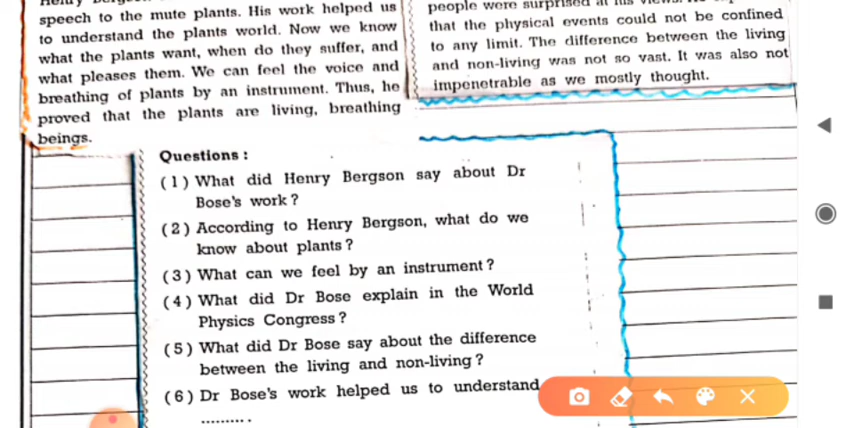 speech to the mute plants. His work helped us
to understand the plants world. Now we know
what the plants want, when do they suffer, and
what pleases them. We can feel the voice and
breathing of plants by an instrument. Thus, he
proved that the plants are living, breathing
beings.
people were surprised at his
that the physical events could not be confined
to any limit. The difference between the living
and non-living was not so vast. It was also not
impenetrable as we mostly thought.
Questions :
(1) What did Henry Bergson say about Dr
Bose's work ?
(2) According to Henry Bergson, what do we
know about plants ?
(3) What can we feel by an instrument ?
(4) What did Dr Bose explain in the World
Physics Congress ?
(5) What did Dr Bose say about the difference
between the living and non-living ?
(6) Dr Bose's work helped us to understand
.......... .